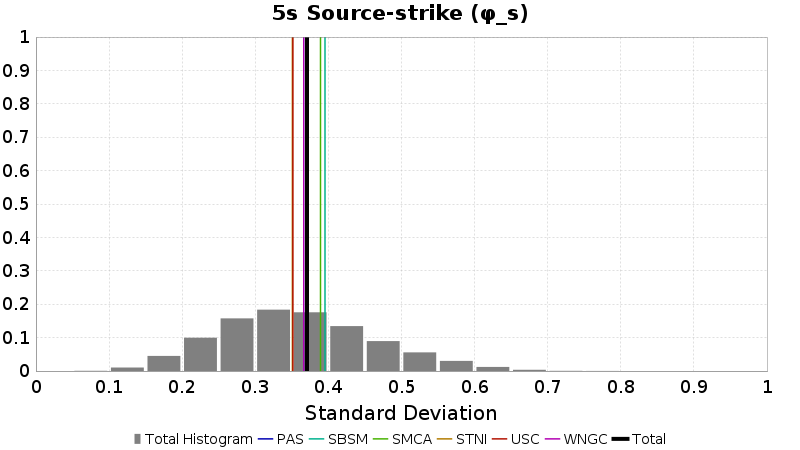 5s Source-strike (φ_s)
1
0.9
0.8
0.7
0.6
0.5
0.4
0.3
0.2
0.1
0
0 0.1 0.2 0.3 0.4 0.5 0.6 0.7 0.8 0.9 1
Standard Deviation
Total Histogram PAS SBSM SMCA STNI USC WNGC Total